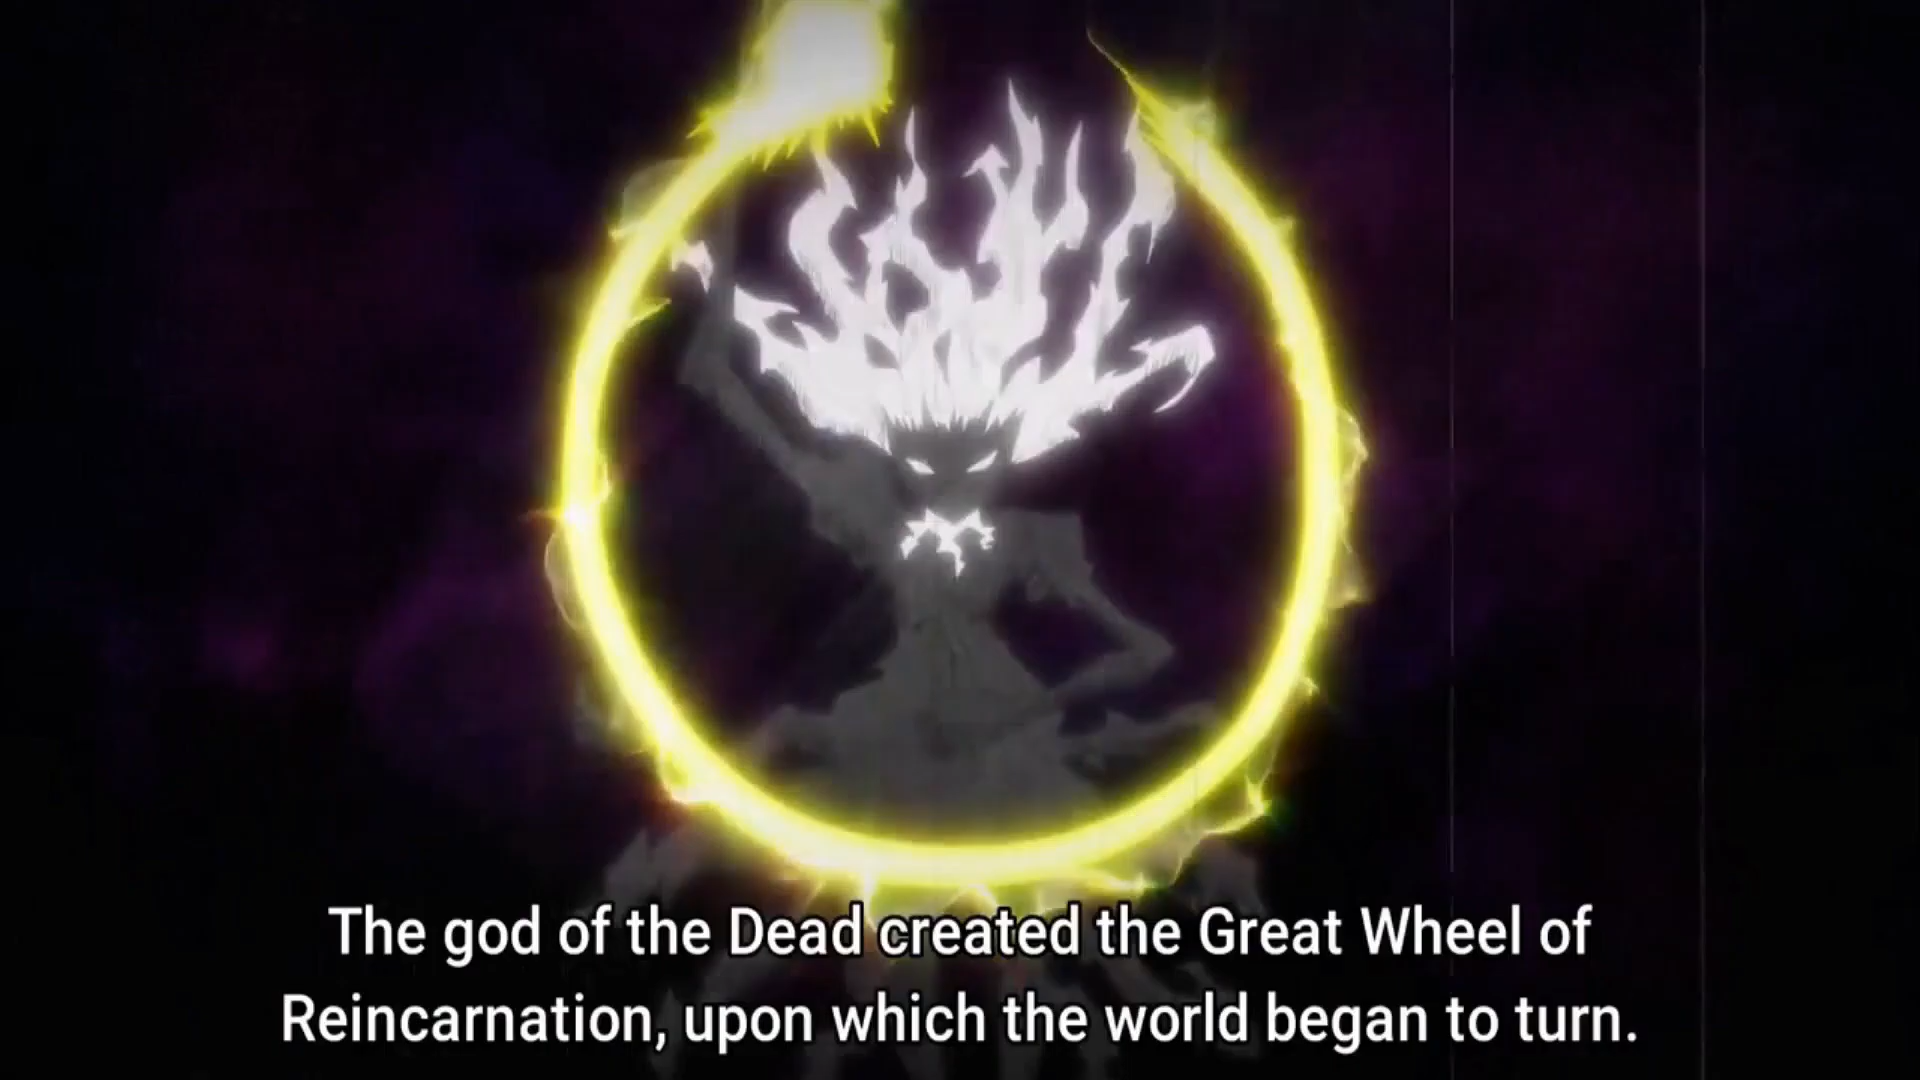 The god of the Dead created the Great Wheel of
Reincarnation, upon which the world began to turn.